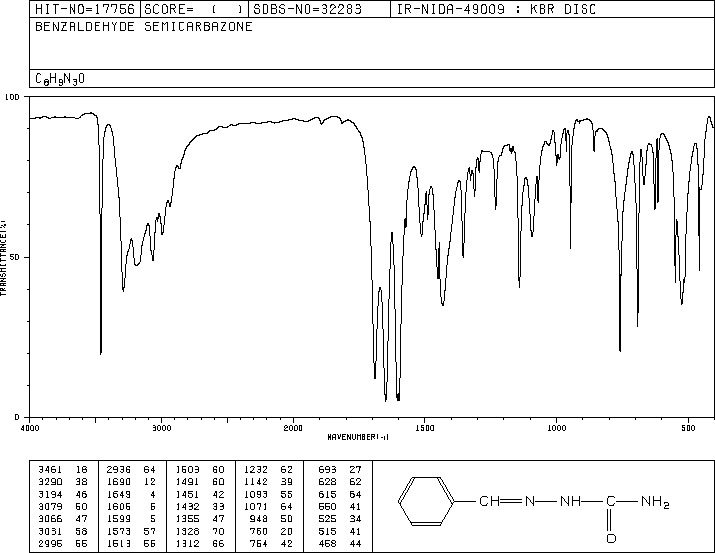 HIT-NO=17756 SCORE= ( ) SDBS-NO=32283 IR-NIDA-49009 : KBR DISC
BENZALDEHYDE SEMICARBAZONE
C8H9N3O
100
50
0
TRANSMITTANCE(%)
4000 3000 2000 1500 1000 500
WAVENUMBER(-1)
3461 18 2936 64 1503 60 1232 62 693 27
3290 38 1690 12 1491 60 1142 39 628 62
3194 46 1649 4 1451 42 1093 55 615 64
3079 60 1606 5 1432 33 1071 64 550 41
3066 47 1599 5 1355 47 948 50 525 34
3031 58 1573 57 1328 70 760 20 515 41
2995 55 1513 55 1312 66 754 42 458 44
CH=N-NH-C-NH2
O